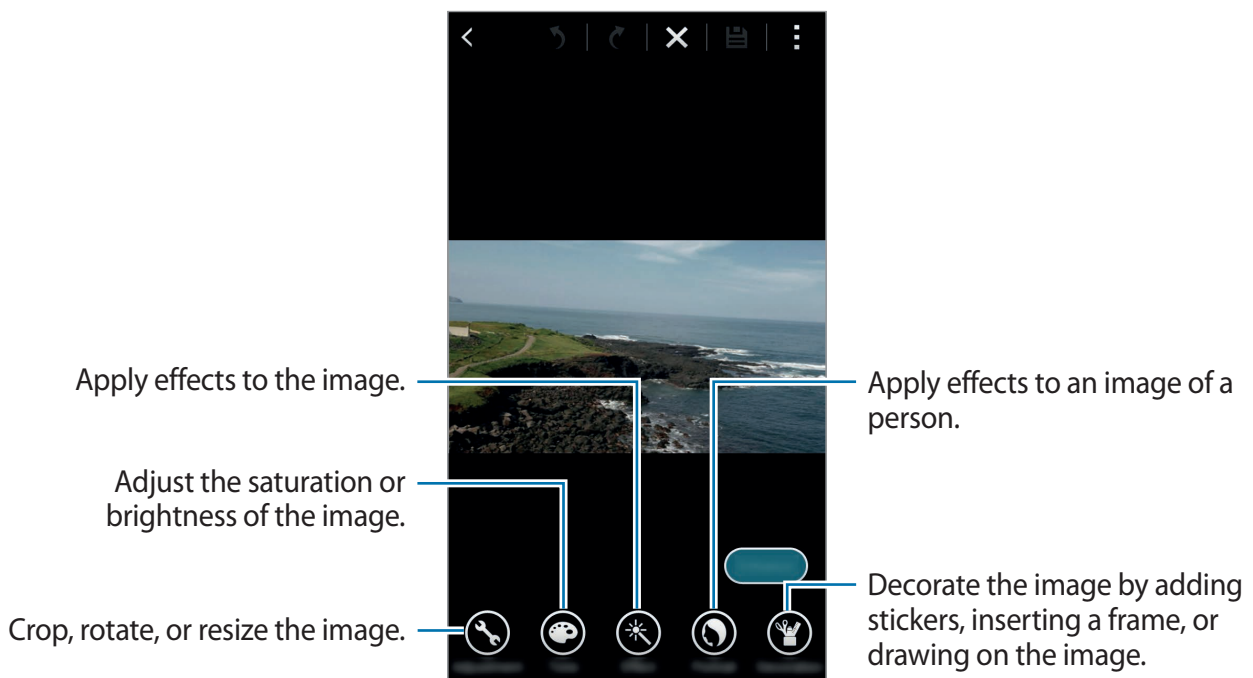 Apply effects to the image.
Adjust the saturation or
brightness of the image.
Crop, rotate, or resize the image.
Apply effects to an image of a
person.
Decorate the image by adding
stickers, inserting a frame, or
drawing on the image.